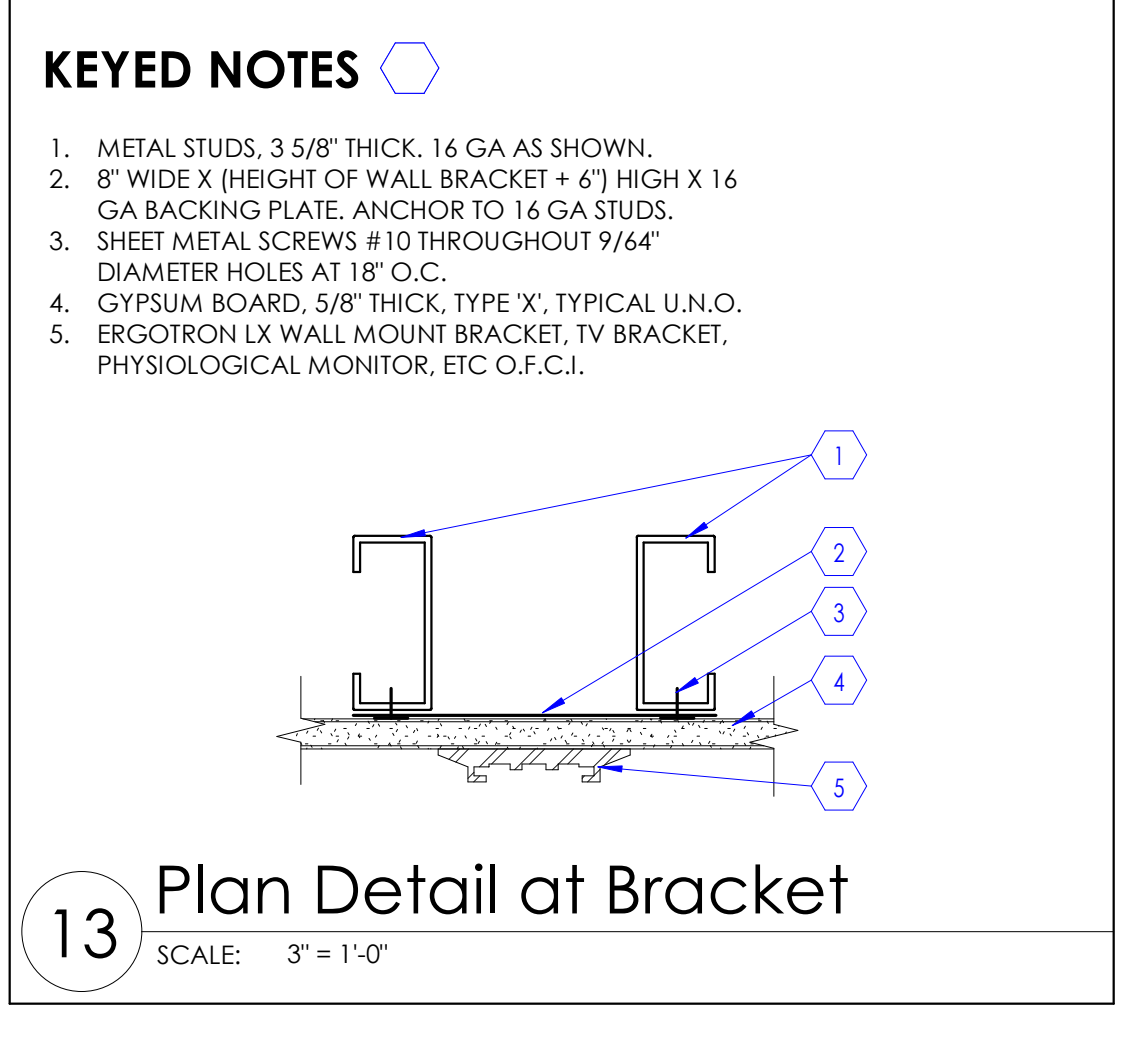 KEYED NOTES
1. METAL STUDS, 3 5/8" THICK. 16 GA AS SHOWN.
2. 8" WIDE X (HEIGHT OF WALL BRACKET + 6") HIGH X 16
GA BACKING PLATE. ANCHOR TO 16 GA STUDS.
3. SHEET METAL SCREWS #10 THROUGHOUT 9/64"
DIAMETER HOLES AT 18" O.C.
4. GYPSUM BOARD, 5/8" THICK, TYPE 'X', TYPICAL U.N.O.
5. ERGOTRON LX WALL MOUNT BRACKET, TV BRACKET,
PHYSIOLOGICAL MONITOR, ETC O.F.C.I.
1
2
3
4
5
13
Plan Detail at Bracket
SCALE: 3" = 1'-0"